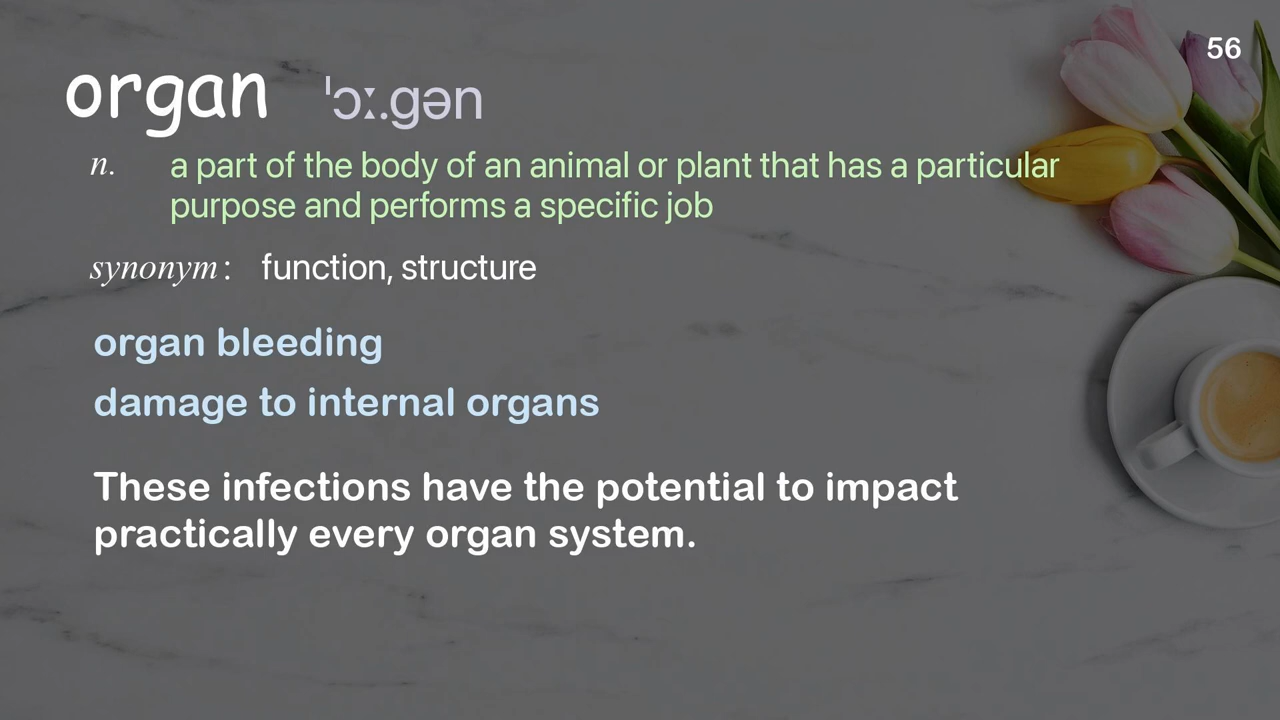 56
organ ˈɔː.gən
n. a part of the body of an animal or plant that has a particular
purpose and performs a specific job
synonym: function, structure
organ bleeding
damage to internal organs
These infections have the potential to impact
practically every organ system.